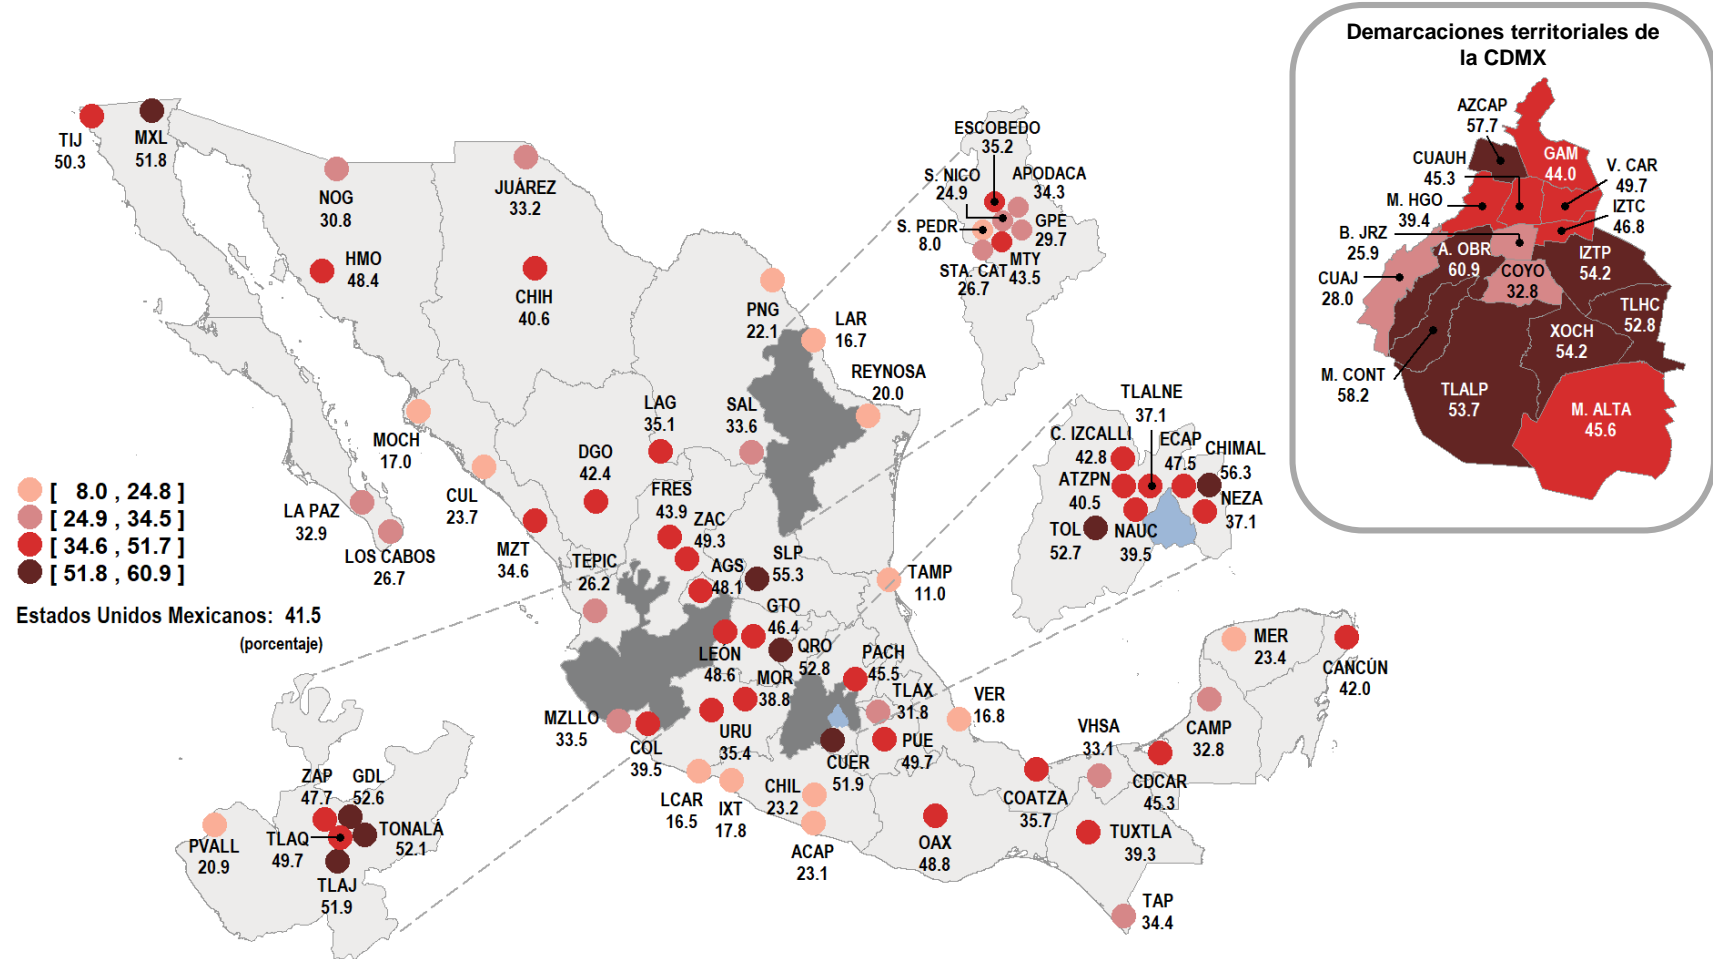 Demarcaciones territoriales de
la CDMX
AZCAP
57.7
CUAUH
45.3
GAM
44.0
V. CAR
49.7
M. HGO
39.4
IZTC
46.8
B. JRZ
25.9
A. OBR
60.9
IZTP
54.2
CUAJ
28.0
COYO
32.8
TLHC
52.8
XOCH
54.2
M. CONT
58.2
TLALP
53.7
M. ALTA
45.6
TIJ
50.3
MXL
51.8
NOG
30.8
JUÁREZ
33.2
HMO
48.4
CHIH
40.6
ESCOBEDO
35.2
S. NICO
24.9
APODACA
34.3
S. PEDR
8.0
GPE
29.7
STA. CAT
26.7
MTY
43.5
PNG
22.1
LAR
16.7
REYNOSA
20.0
LAG
35.1
SAL
33.6
MOCH
17.0
DGO
42.4
CUL
23.7
FRES
43.9
ZAC
49.3
LA PAZ
32.9
LOS CABOS
26.7
MZT
34.6
TEPIC
26.2
AGS
48.1
SLP
55.3
TAMP
11.0
TLALNE
37.1
C. IZCALLI
42.8
ECAP
47.5
CHIMAL
56.3
ATZPN
40.5
NEZA
37.1
TOL
52.7
NAUC
39.5
[ 8.0 , 24.8 ]
[ 24.9 , 34.5 ]
[ 34.6 , 51.7 ]
[ 51.8 , 60.9 ]
Estados Unidos Mexicanos: 41.5
(porcentaje)
GTO
46.4
LEÓN
48.6
QRO
52.8
PACH
45.5
MOR
38.8
TLAX
31.8
VER
16.8
MER
23.4
CANCÚN
42.0
MZLLO
33.5
COL
39.5
URU
35.4
CUER
51.9
PUE
49.7
VHSA
33.1
CAMP
32.8
CDCAR
45.3
LCAR
16.5
IXT
17.8
CHIL
23.2
ACAP
23.1
OAX
48.8
COATZA
35.7
TUXTLA
39.3
TAP
34.4
ZAP
47.7
GDL
52.6
PVALL
20.9
TLAQ
49.7
TONALÁ
52.1
TLAJ
51.9